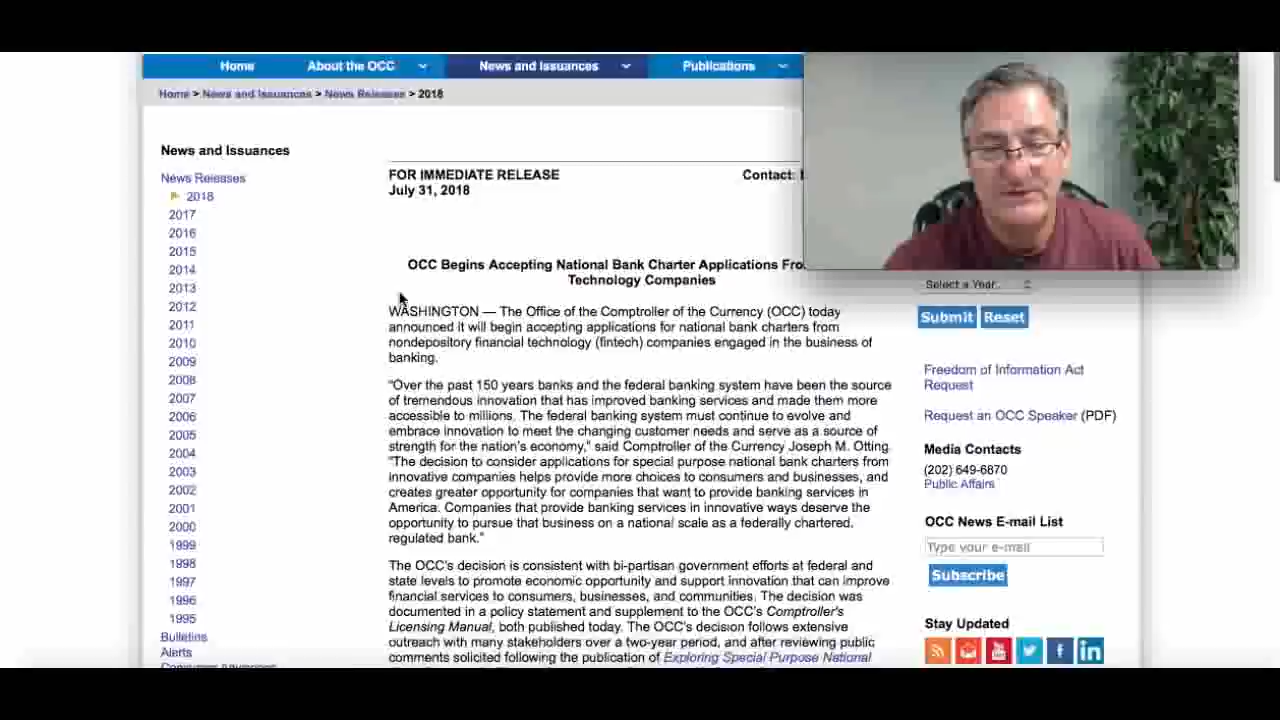 Home About the OCC News and Issuances Publications
Home > News and Issuances > News Releases > 2018
News and Issuances
News Releases
2018
2017
2016
2015
2014
2013
2012
2011
2010
2009
2008
2007
2006
2005
2004
2003
2002
2001
2000
1999
1998
1997
1996
1995
Bulletins
Alerts
FOR IMMEDIATE RELEASE Contact:
July 31, 2018
OCC Begins Accepting National Bank Charter Applications
Technology Companies
WASHINGTON — The Office of the Comptroller of the Currency (OCC) today
announced it will begin accepting applications for national bank charters from
nondepository financial technology (fintech) companies engaged in the business of
banking.
"Over the past 150 years banks and the federal banking system have been the source
of tremendous innovation that has improved banking services and made them more
accessible to millions. The federal banking system must continue to evolve and
embrace innovation to meet the changing customer needs and serve as a source of
strength for the nation's economy," said Comptroller of the Currency Joseph M. Otting.
"The decision to consider applications for special purpose national bank charters from
innovative companies helps provide more choices to consumers and businesses, and
creates greater opportunity for companies that want to provide banking services in
America. Companies that provide banking services in innovative ways deserve the
opportunity to pursue that business on a national scale as a federally chartered,
regulated bank."
The OCC's decision is consistent with bi-partisan government efforts at federal and
state levels to promote economic opportunity and support innovation that can improve
financial services to consumers, businesses, and communities. The decision was
documented in a policy statement and supplement to the OCC's Comptroller's
Licensing Manual, both published today. The OCC's decision follows extensive
outreach with many stakeholders over a two-year period, and after reviewing public
comments solicited following the publication of Exploring Special Purpose National
Select a Year..
Submit Reset
Freedom of Information Act
Request
Request an OCC Speaker (PDF)
Media Contacts
(202) 649-6870
Public Affairs
OCC News E-mail List
Type your e-mail
Subscribe
Stay Updated